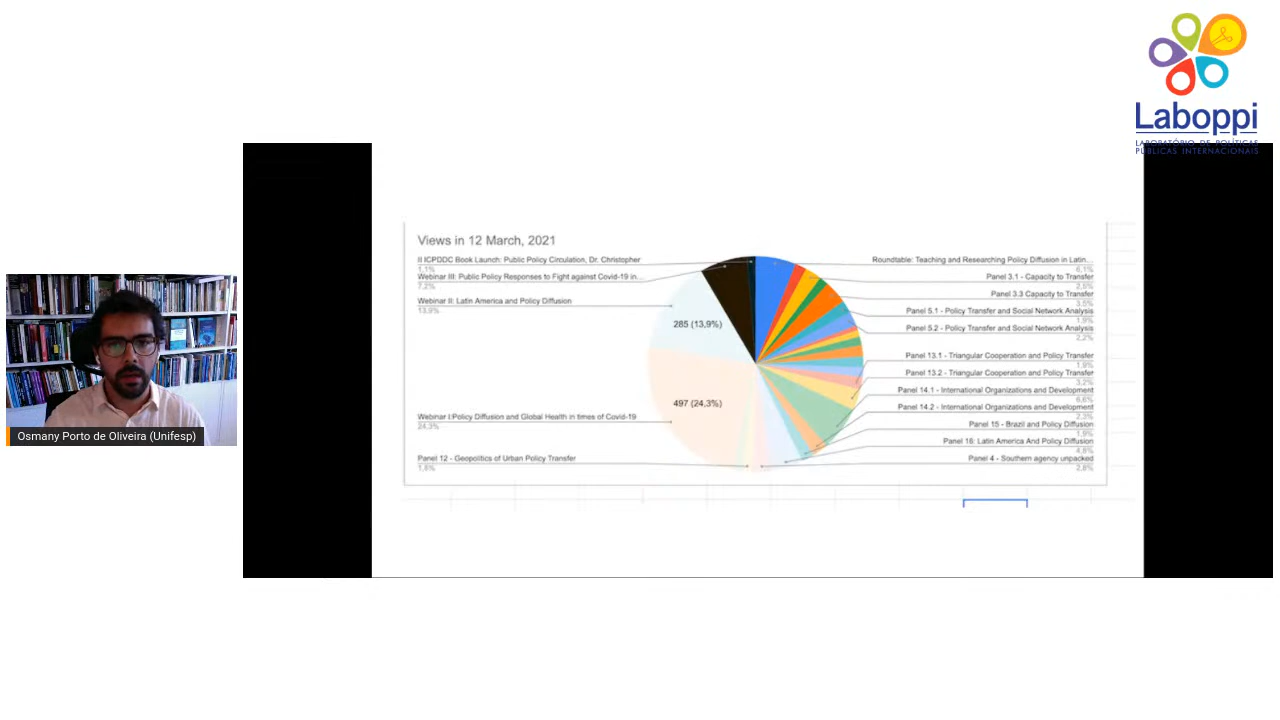 Laboppi
LABORATÓRIO DE POLÍTICAS
PÚBLICAS INTERNACIONAIS
Views in 12 March, 2021
II ICPDDC Book Launch: Public Policy Circulation, Dr. Christopher
1,1%
Webinar III: Public Policy Responses to Fight against Covid-19 in...
7,2%
Webinar II: Latin America and Policy Diffusion
13,9%
285 (13,9%)
497 (24,3%)
Webinar I:Policy Diffusion and Global Health in times of Covid-19
24,3%
Panel 12 - Geopolitics of Urban Policy Transfer
1,6%
Roundtable: Teaching and Researching Policy Diffusion in Latin...
6,1%
Panel 3.1 - Capacity to Transfer
Panel 3.3 Capacity to Transfer
3,5%
Panel 5.1 - Policy Transfer and Social Network Analysis
1,9%
Panel 5.2 - Policy Transfer and Social Network Analysis
2,2%
Panel 13.1 - Triangular Cooperation and Policy Transfer
1,9%
Panel 13.2 - Triangular Cooperation and Policy Transfer
3,2%
Panel 14.1 - International Organizations and Development
6,6%
Panel 14.2 - International Organizations and Development
2,3%
Panel 15 - Brazil and Policy Diffusion
1,9%
Panel 16: Latin America And Policy Diffusion
4,8%
Panel 4 - Southern agency unpacked
2,8%
Osmany Porto de Oliveira (Unifesp)